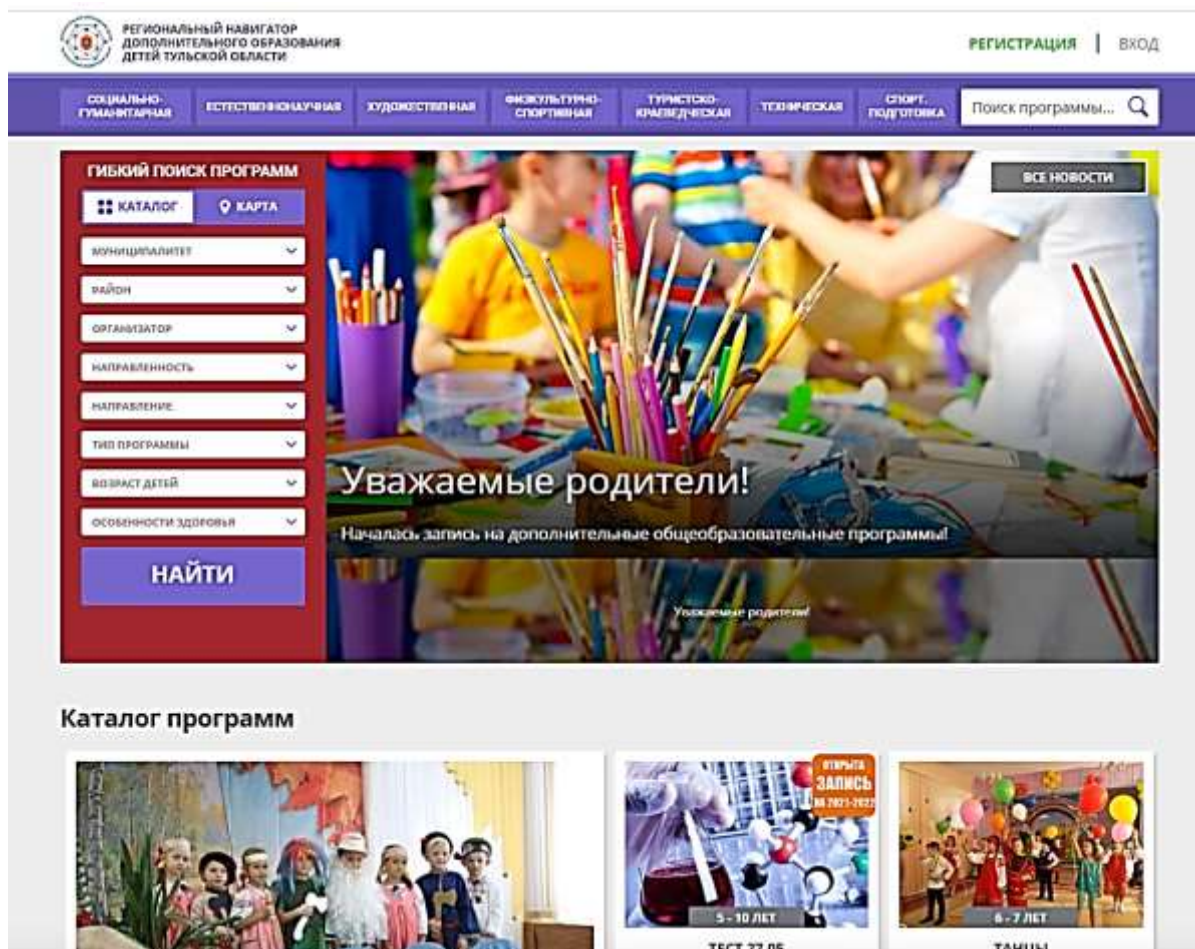 РЕГИОНАЛЬНЫЙ НАВИГАТОР
ДОПОЛНИТЕЛЬНОГО ОБРАЗОВАНИЯ
ДЕТЕЙ ТУЛЬСКОЙ ОБЛАСТИ
РЕГИСТРАЦИЯ | ВХОД
СОЦИАЛЬНО-
ГУМАНИТАРНАЯ
ЕСТЕСТВЕННОНАУЧНАЯ
ХУДОЖЕСТВЕННАЯ
ФИЗКУЛЬТУРНО-
СПОРТИВНАЯ
ТУРИСТСКО-
КРАЕВЕДЧЕСКАЯ
ТЕХНИЧЕСКАЯ
СПОРТ.
ПОДГОТОВКА
Поиск программы...
ГИБКИЙ ПОИСК ПРОГРАММ
КАТАЛОГ
КАРТА
МУНИЦИПАЛИТЕТ
РАЙОН
ОРГАНИЗАТОР
НАПРАВЛЕННОСТЬ
НАПРАВЛЕНИЕ
ТИП ПРОГРАММЫ
ВОЗРАСТ ДЕТЕЙ
ОСОБЕННОСТИ ЗДОРОВЬЯ
НАЙТИ
ВСЕ НОВОСТИ
Уважаемые родители!
Началась запись на дополнительные общеобразовательные программы!
Уважаемые родители!
Каталог программ
ОТКРЫТА
ЗАПИСЬ
НА 2021-2022
5 - 10 ЛЕТ
ТЕСТ 27.05
6 - 7 ЛЕТ
ТАНЦЫ